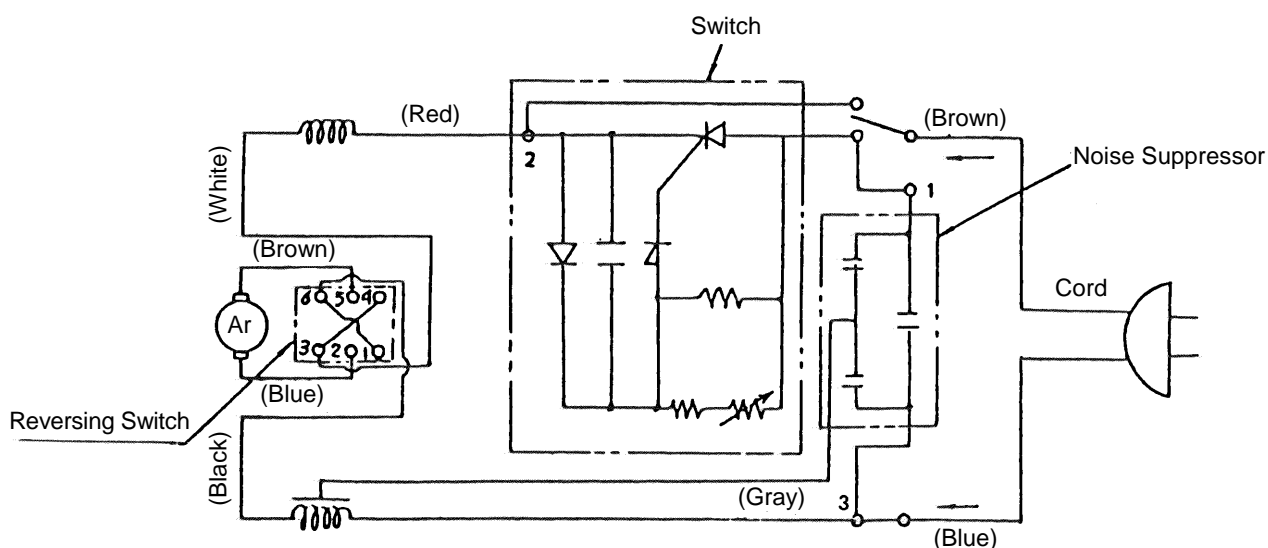 Switch
(Red)
(Brown)
2
Noise Suppressor
1
(White)
(Brown)
Cord
6 5 4
Ar
3 2 1
(Blue)
Reversing Switch
(Black)
(Gray)
3
(Blue)